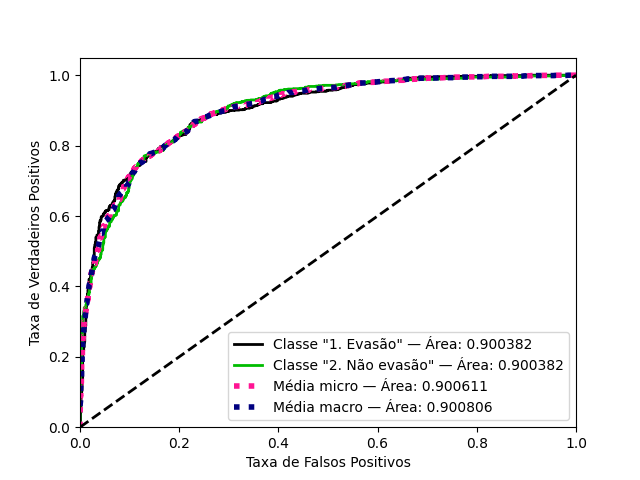 1.0
0.8
0.6
0.4
0.2
0.0
Taxa de Verdadeiros Positivos
Classe "1. Evasão" — Área: 0.900382
Classe "2. Não evasão" — Área: 0.900382
Média micro — Área: 0.900611
Média macro — Área: 0.900806
0.0 0.2 0.4 0.6 0.8 1.0
Taxa de Falsos Positivos